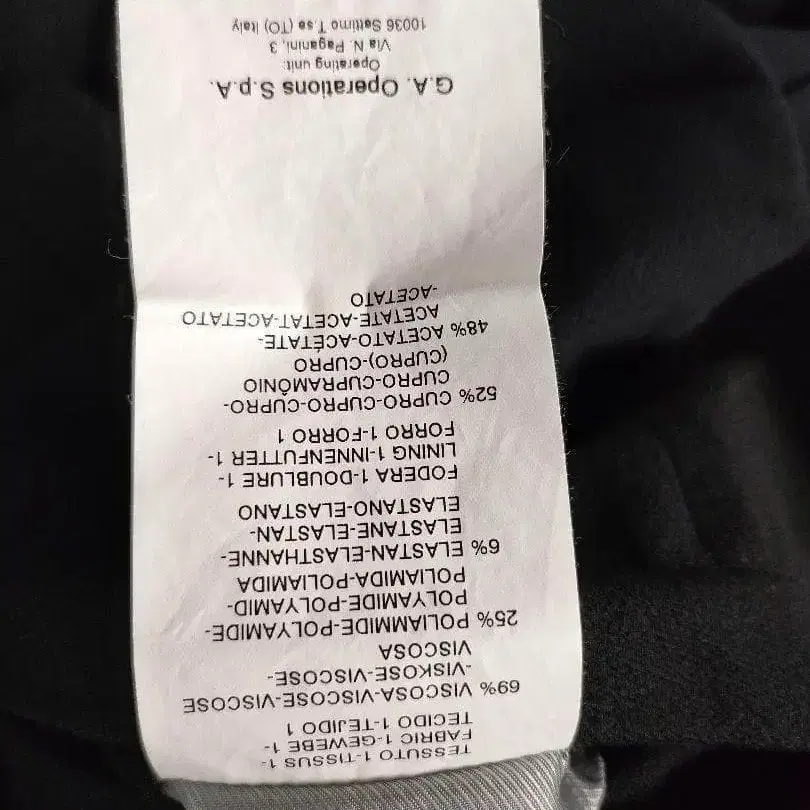 TESSUTO 1-TISSUS 1-
FABRIC 1-GEWEBE 1-
TECIDO 1-TEJIDO 1
69% VISCOSA-VISCOSE-VISCOSE
-VISKOSE-VISCOSE-
VISCOSA
25% POLIAMMIDE-POLYAMIDE-
POLYAMIDE-POLYAMID-
POLIAMIDA-POLIAMIDA
6% ELASTAN-ELASTHANNE-
ELASTANE-ELASTAN-
ELASTANO-ELASTANO
FODERA 1-DOUBLURE 1-
LINING 1-INNENFUTTER 1-
FORRO 1-FORRO 1
52% CUPRO-CUPRO-CUPRO-
CUPRO-CUPRAMÔNIO
(CUPRO)-CUPRO
48% ACETATO-ACÉTATE-
ACETATE-ACETAT-ACETATO
-ACETATO
G.A. Operations S.p.A.
Operating unit:
Via N. Paganini, 3
10036 Settimo T.se (TO) Italy